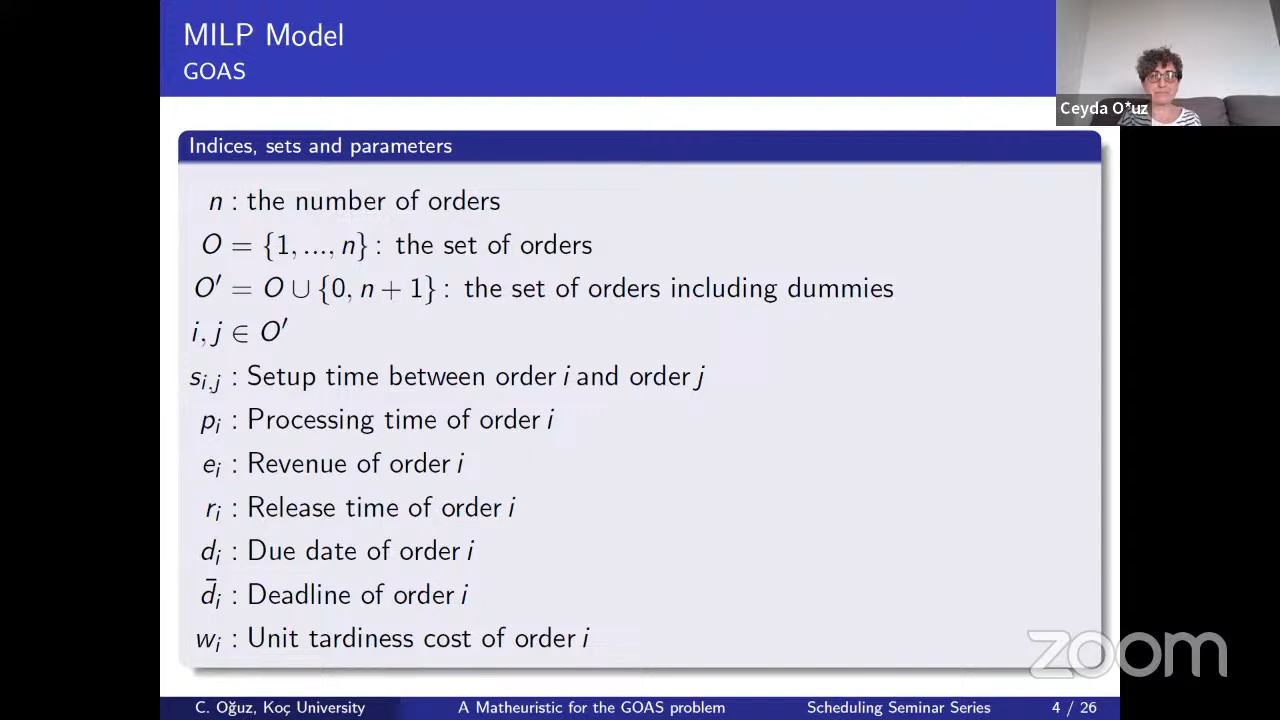 MILP Model
GOAS
Ceyda O*uz
Indices, sets and parameters
n : the number of orders
O = {1, ..., n} : the set of orders
O′ = O ∪ {0, n + 1} : the set of orders including dummies
i, j ∈ O′
s_{i,j} : Setup time between order i and order j
p_i : Processing time of order i
e_i : Revenue of order i
r_i : Release time of order i
d_i : Due date of order i
d̄_i : Deadline of order i
w_i : Unit tardiness cost of order i
zoom
C. Oğuz, Koç University A Matheuristic for the GOAS problem Scheduling Seminar Series 4 / 26